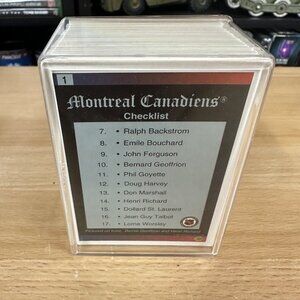 1
Montreal Canadiens®
Checklist
7. • Ralph Backstrom
8. • Emile Bouchard
9. • John Ferguson
10. • Bernard Geoffrion
11. • Phil Goyette
12. • Doug Harvey
13. • Don Marshall
14. • Henri Richard
15. • Dollard St. Laurent
16. • Jean Guy Talbot
17. • Lorne Worsley